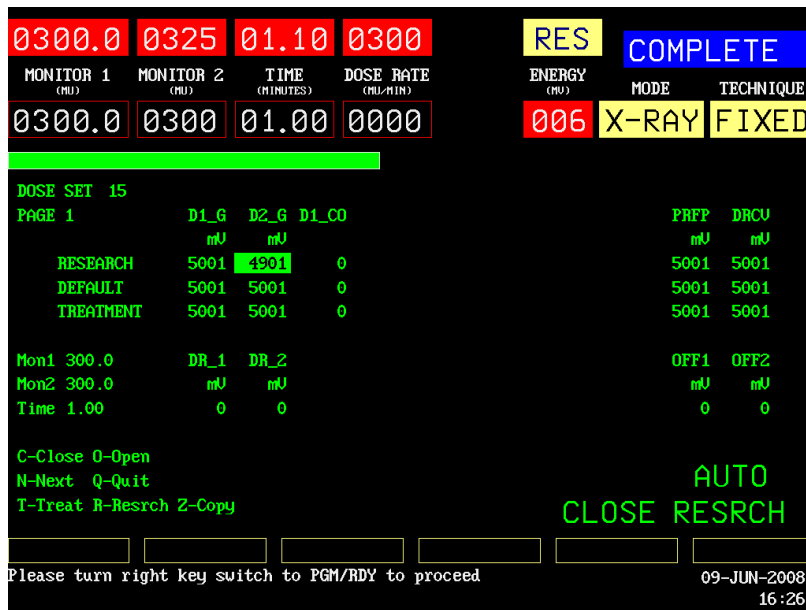 0300.0 0325 01.10 0300 RES COMPLETE
MONITOR 1 MONITOR 2 TIME DOSE RATE ENERGY MODE TECHNIQUE
(MU) (MU) (MINUTES) (MU/MIN) (MV)
0300.0 0300 01.00 0000 006 X-RAY FIXED
DOSE SET 15
PAGE 1 D1_G D2_G D1_CO PRFP DRCV
mV mV mV mV
RESEARCH 5001 4901 0 5001 5001
DEFAULT 5001 5001 0 5001 5001
TREATMENT 5001 5001 0 5001 5001
Mon1 300.0 DR_1 DR_2 OFF1 OFF2
Mon2 300.0 mV mV mV mV
Time 1.00 0 0 0 0
C-Close O-Open
N-Next Q-Quit AUTO
T-Treat R-Resrch Z-Copy CLOSE RESRCH
Please turn right key switch to PGM/RDY to proceed 09-JUN-2008
16:26